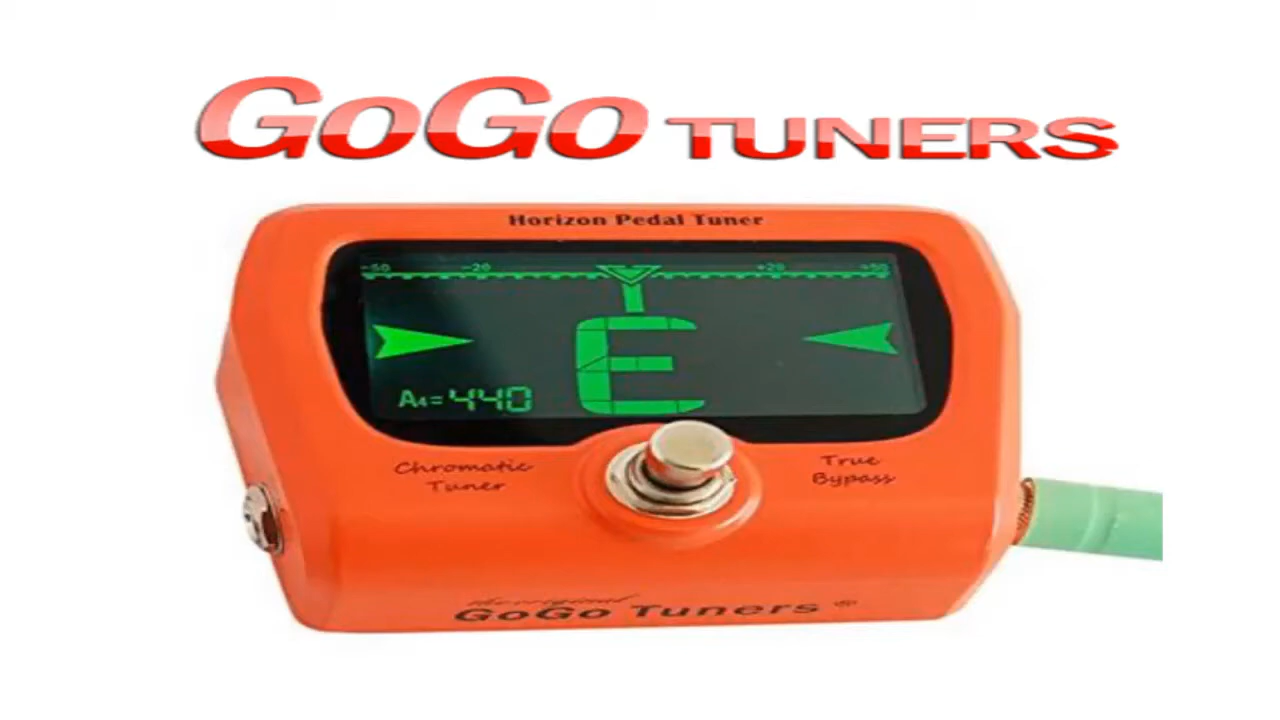 GoGo TUNERS
Horizon Pedal Tuner
-50 -20 +20 +50
E
A4=440
Chromatic
Tuner
True
Bypass
the original
GoGo Tuners ®